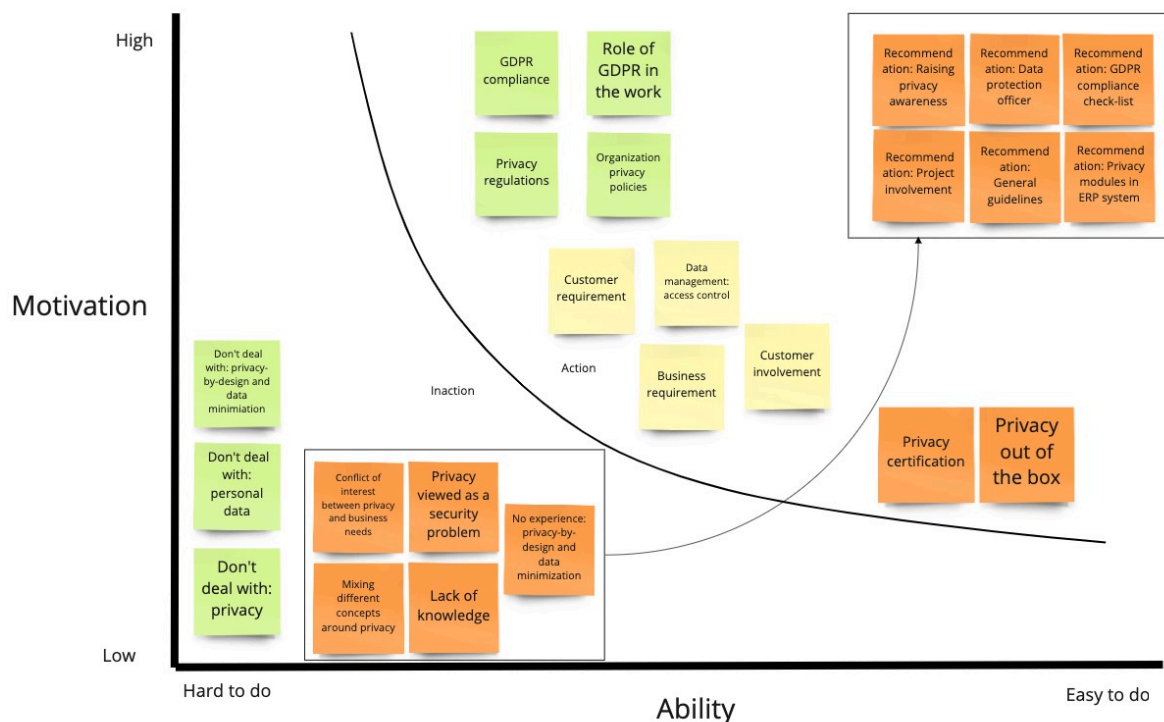 High
GDPR
compliance
Role of
GDPR in
the work
Privacy
regulations
Organization
privacy
policies
Recommend
ation: Raising
privacy
awareness
Recommend
ation: Data
protection
officer
Recommend
ation: GDPR
compliance
check-list
Recommend
ation: Project
involvement
Recommend
ation:
General
guidelines
Recommend
ation: Privacy
modules in
ERP system
Customer
requirement
Data
management:
access control
Business
requirement
Customer
involvement
Motivation
Inaction
Action
Don't deal
with: privacy-
by-design and
data
minimiation
Don't deal
with:
personal
data
Don't
deal with:
privacy
Conflict of
interest
between privacy
and business
needs
Privacy
viewed as a
security
problem
No experience:
privacy-by-
design and
data
minimization
Mixing
different
concepts
around privacy
Lack of
knowledge
Privacy
certification
Privacy
out of
the box
Low
Hard to do
Ability
Easy to do